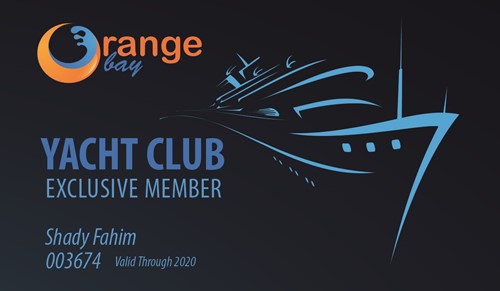 Orange
bay
YACHT CLUB
EXCLUSIVE MEMBER
Shady Fahim
003674 Valid Through 2020